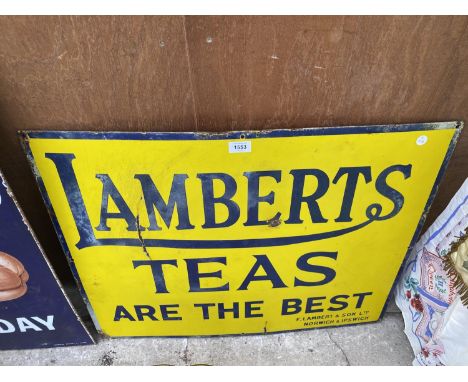 1553
LAMBERTS
TEAS
ARE THE BEST
F. LAMBERT & SON LTD
NORWICH & IPSWICH
DAY